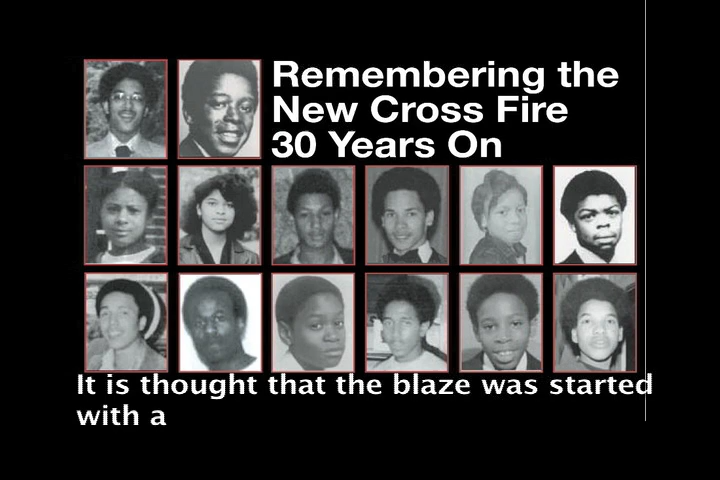 Remembering the
New Cross Fire
30 Years On
It is thought that the blaze was started
with a